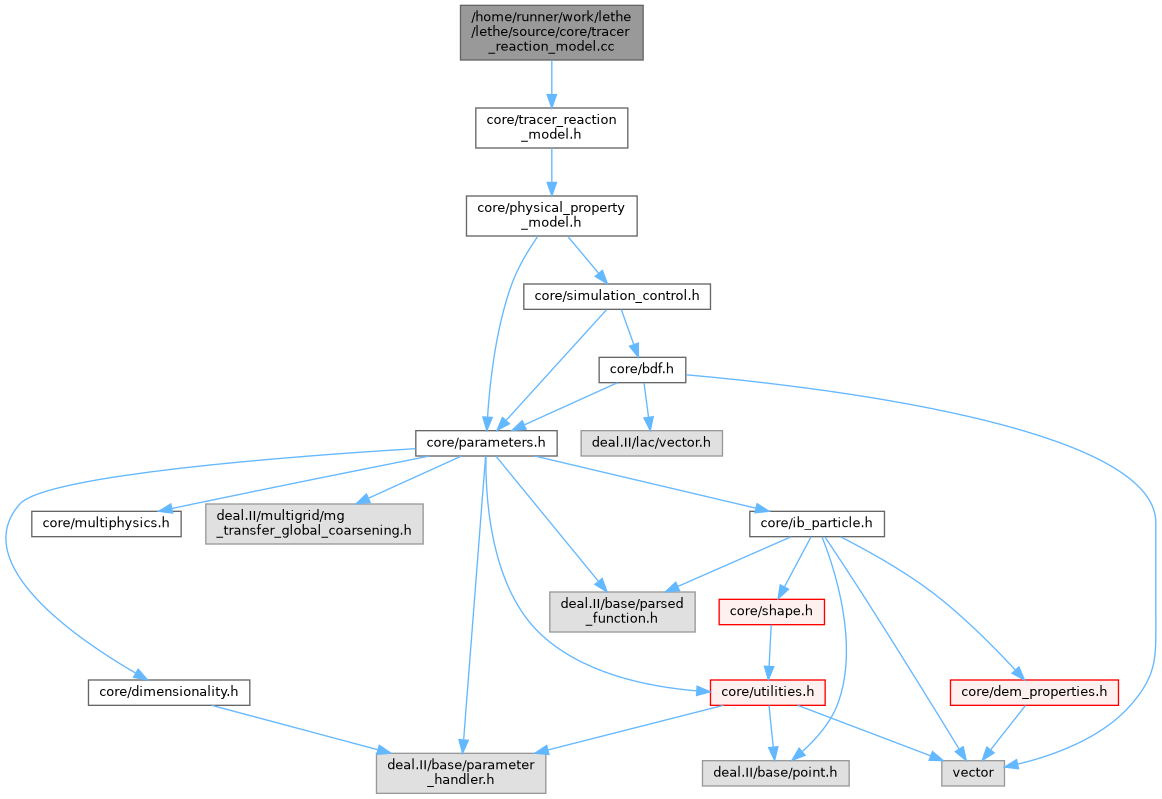 /home/runner/work/lethe
/lethe/source/core/tracer
_reaction_model.cc
core/tracer_reaction
_model.h
core/physical_property
_model.h
core/simulation_control.h
core/bdf.h
core/parameters.h
deal.II/lac/vector.h
core/multiphysics.h
deal.II/multigrid/mg
_transfer_global_coarsening.h
core/ib_particle.h
deal.II/base/parsed
_function.h
core/shape.h
core/dimensionality.h
core/utilities.h
core/dem_properties.h
deal.II/base/parameter
_handler.h
deal.II/base/point.h
vector